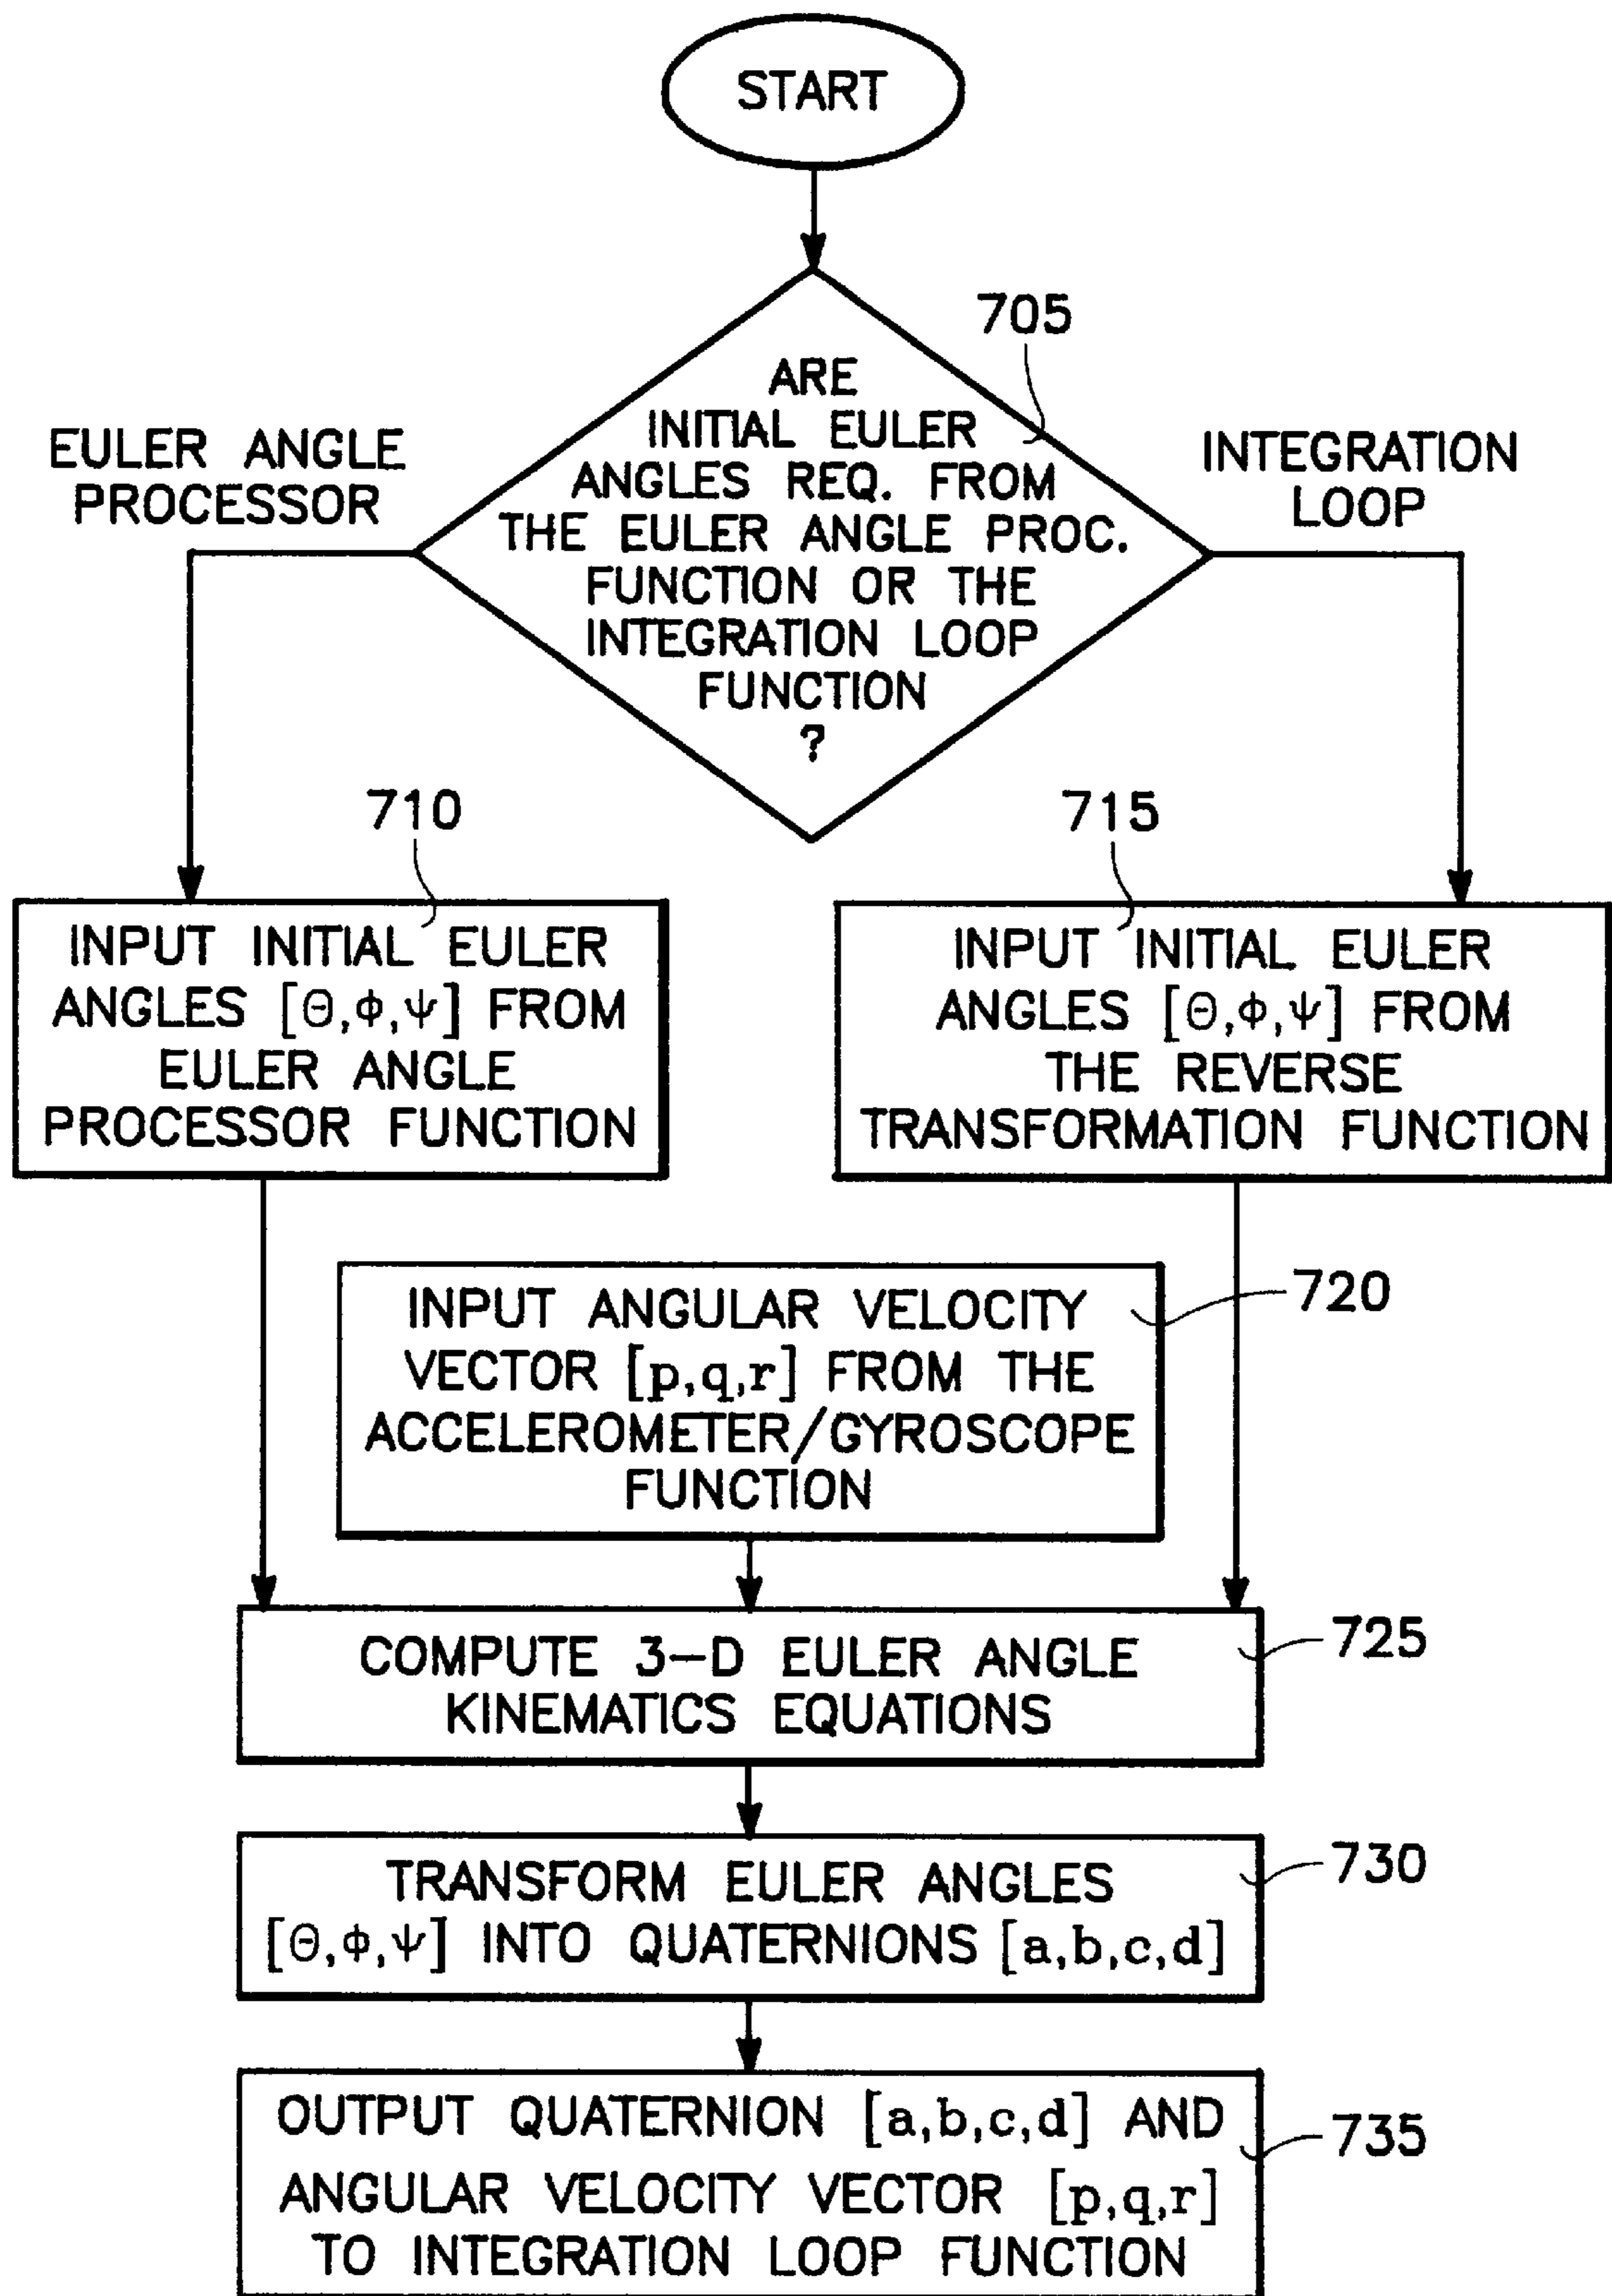 START
705
ARE
INITIAL EULER
ANGLES REQ. FROM
THE EULER ANGLE PROC.
FUNCTION OR THE
INTEGRATION LOOP
FUNCTION
?
EULER ANGLE
PROCESSOR
INTEGRATION
LOOP
710
INPUT INITIAL EULER
ANGLES [Θ,ϕ,ψ] FROM
EULER ANGLE
PROCESSOR FUNCTION
715
INPUT INITIAL EULER
ANGLES [Θ,ϕ,ψ] FROM
THE REVERSE
TRANSFORMATION FUNCTION
720
INPUT ANGULAR VELOCITY
VECTOR [p,q,r] FROM THE
ACCELEROMETER/GYROSCOPE
FUNCTION
725
COMPUTE 3-D EULER ANGLE
KINEMATICS EQUATIONS
730
TRANSFORM EULER ANGLES
[Θ,ϕ,ψ] INTO QUATERNIONS [a,b,c,d]
735
OUTPUT QUATERNION [a,b,c,d] AND
ANGULAR VELOCITY VECTOR [p,q,r]
TO INTEGRATION LOOP FUNCTION